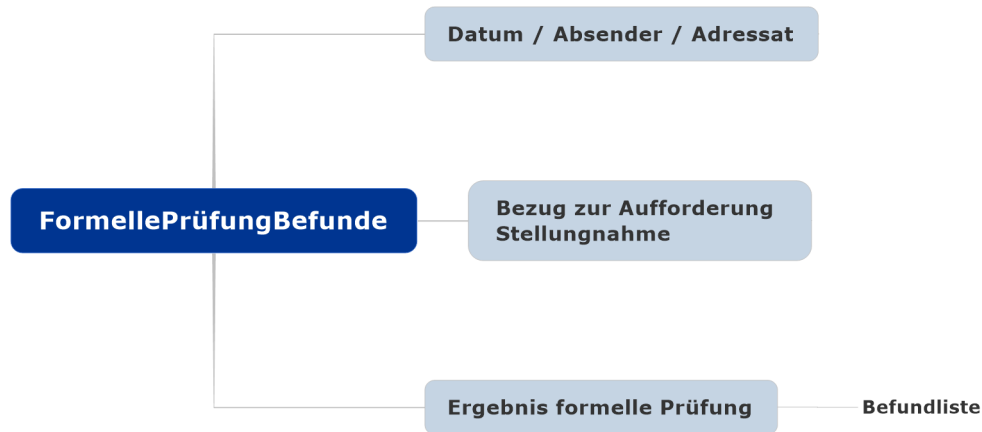 Datum / Absender / Adressat
FormellePrüfungBefunde
Bezug zur Aufforderung
Stellungnahme
Ergebnis formelle Prüfung
Befundliste